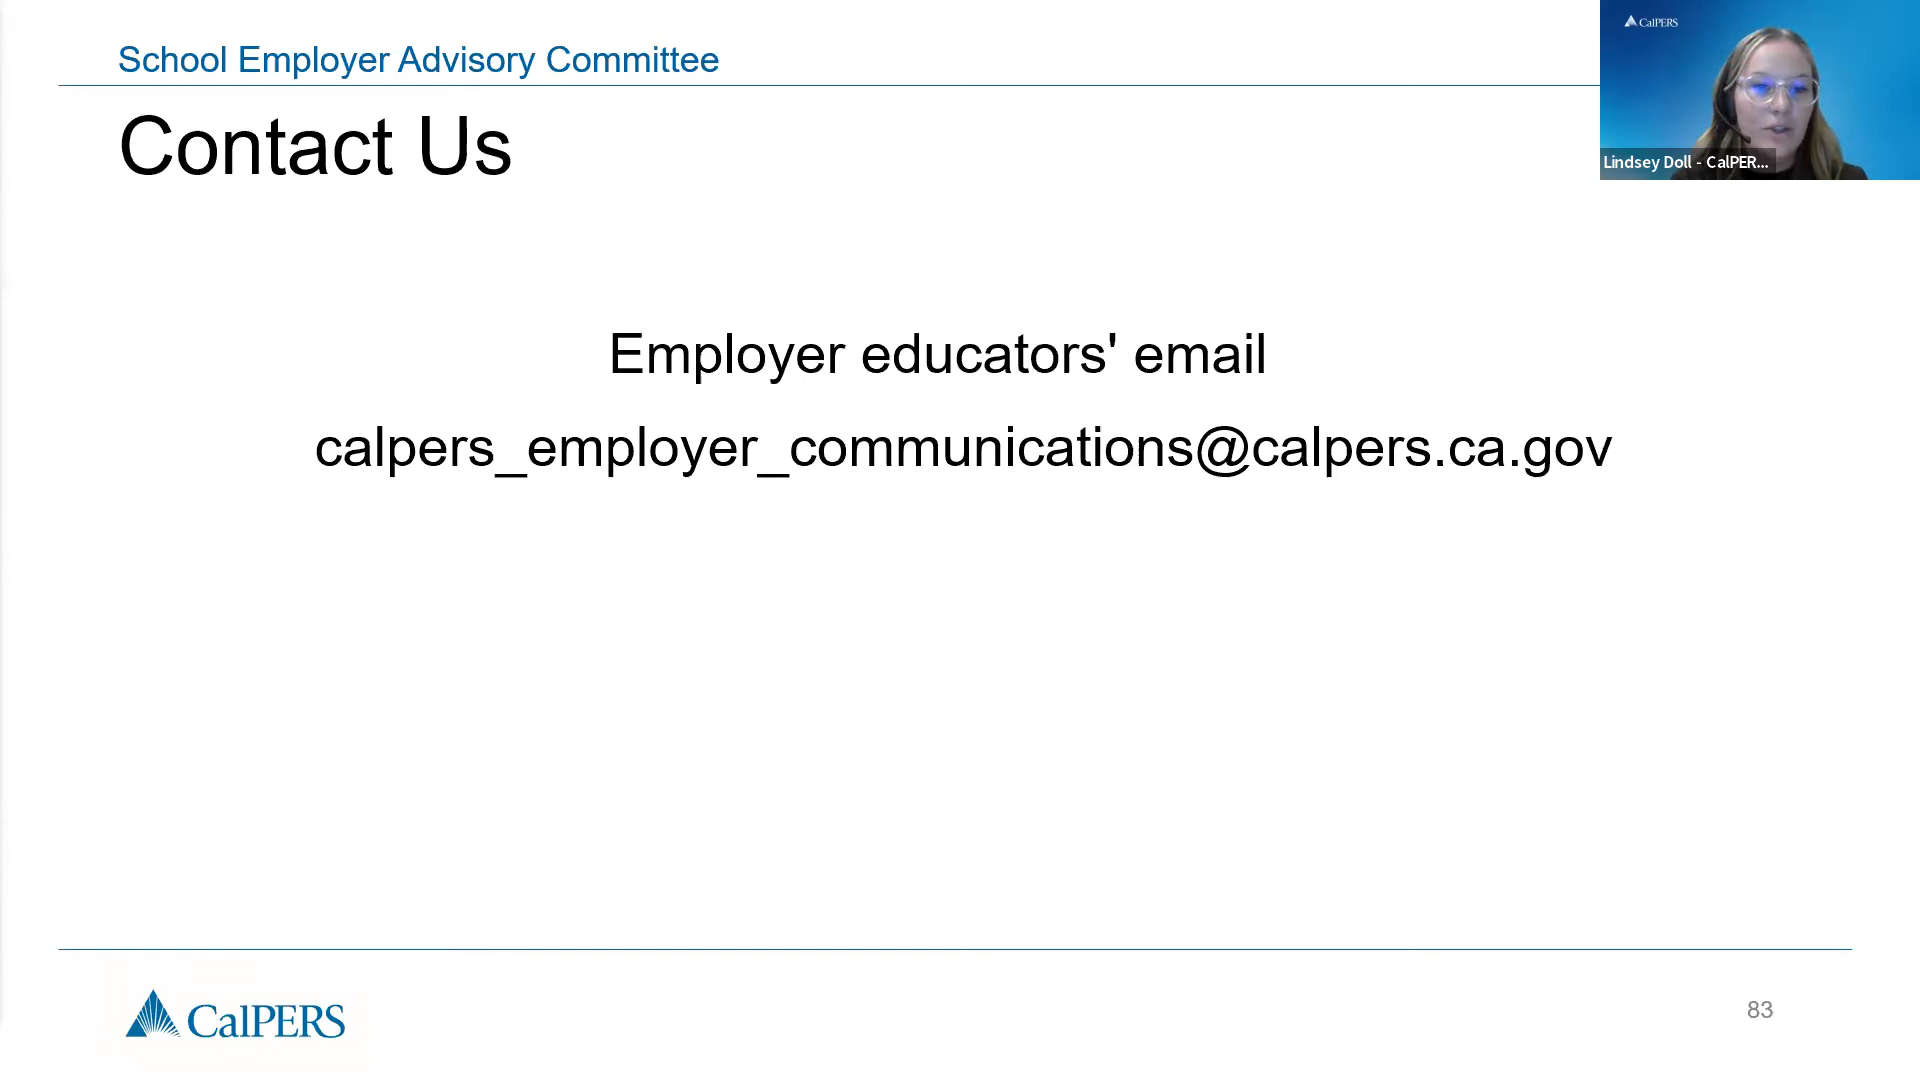 School Employer Advisory Committee
CalPERS
Lindsey Doll - CalPER...
Contact Us
Employer educators' email
calpers_employer_communications@calpers.ca.gov
CalPERS
83